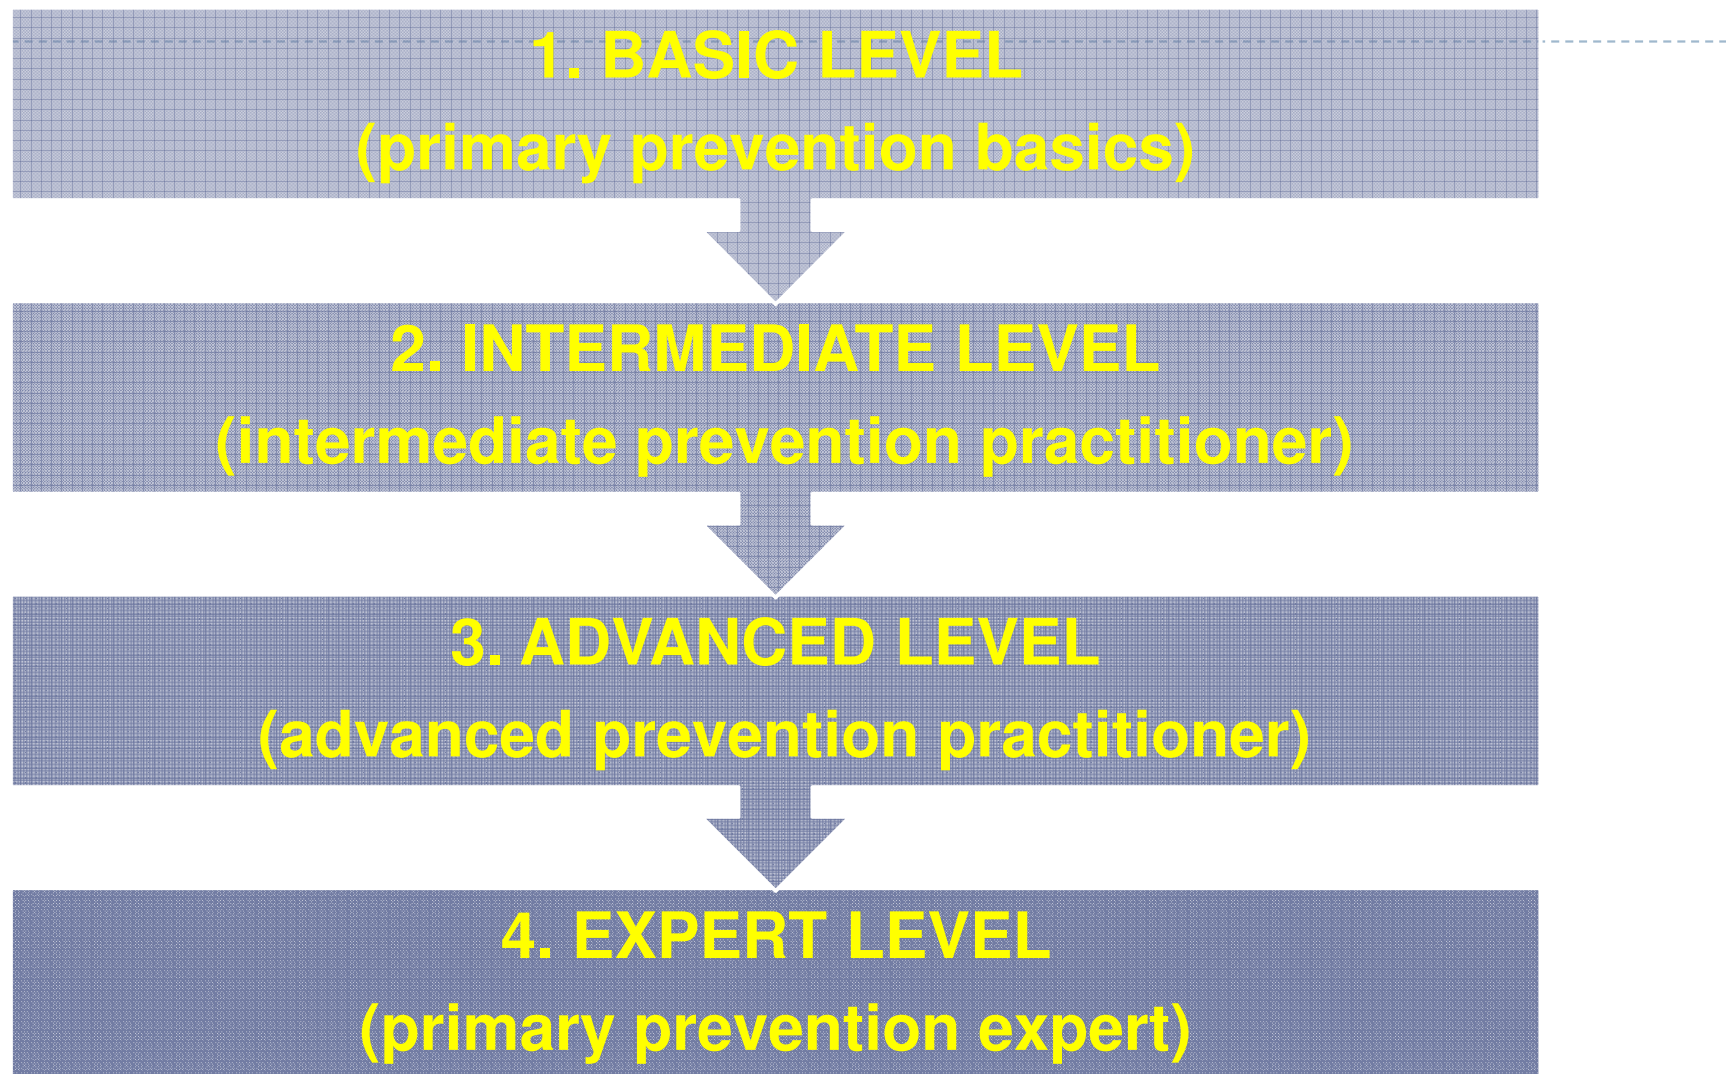 1. BASIC LEVEL
(primary prevention basics)
2. INTERMEDIATE LEVEL
(intermediate prevention practitioner)
3. ADVANCED LEVEL
(advanced prevention practitioner)
4. EXPERT LEVEL
(primary prevention expert)